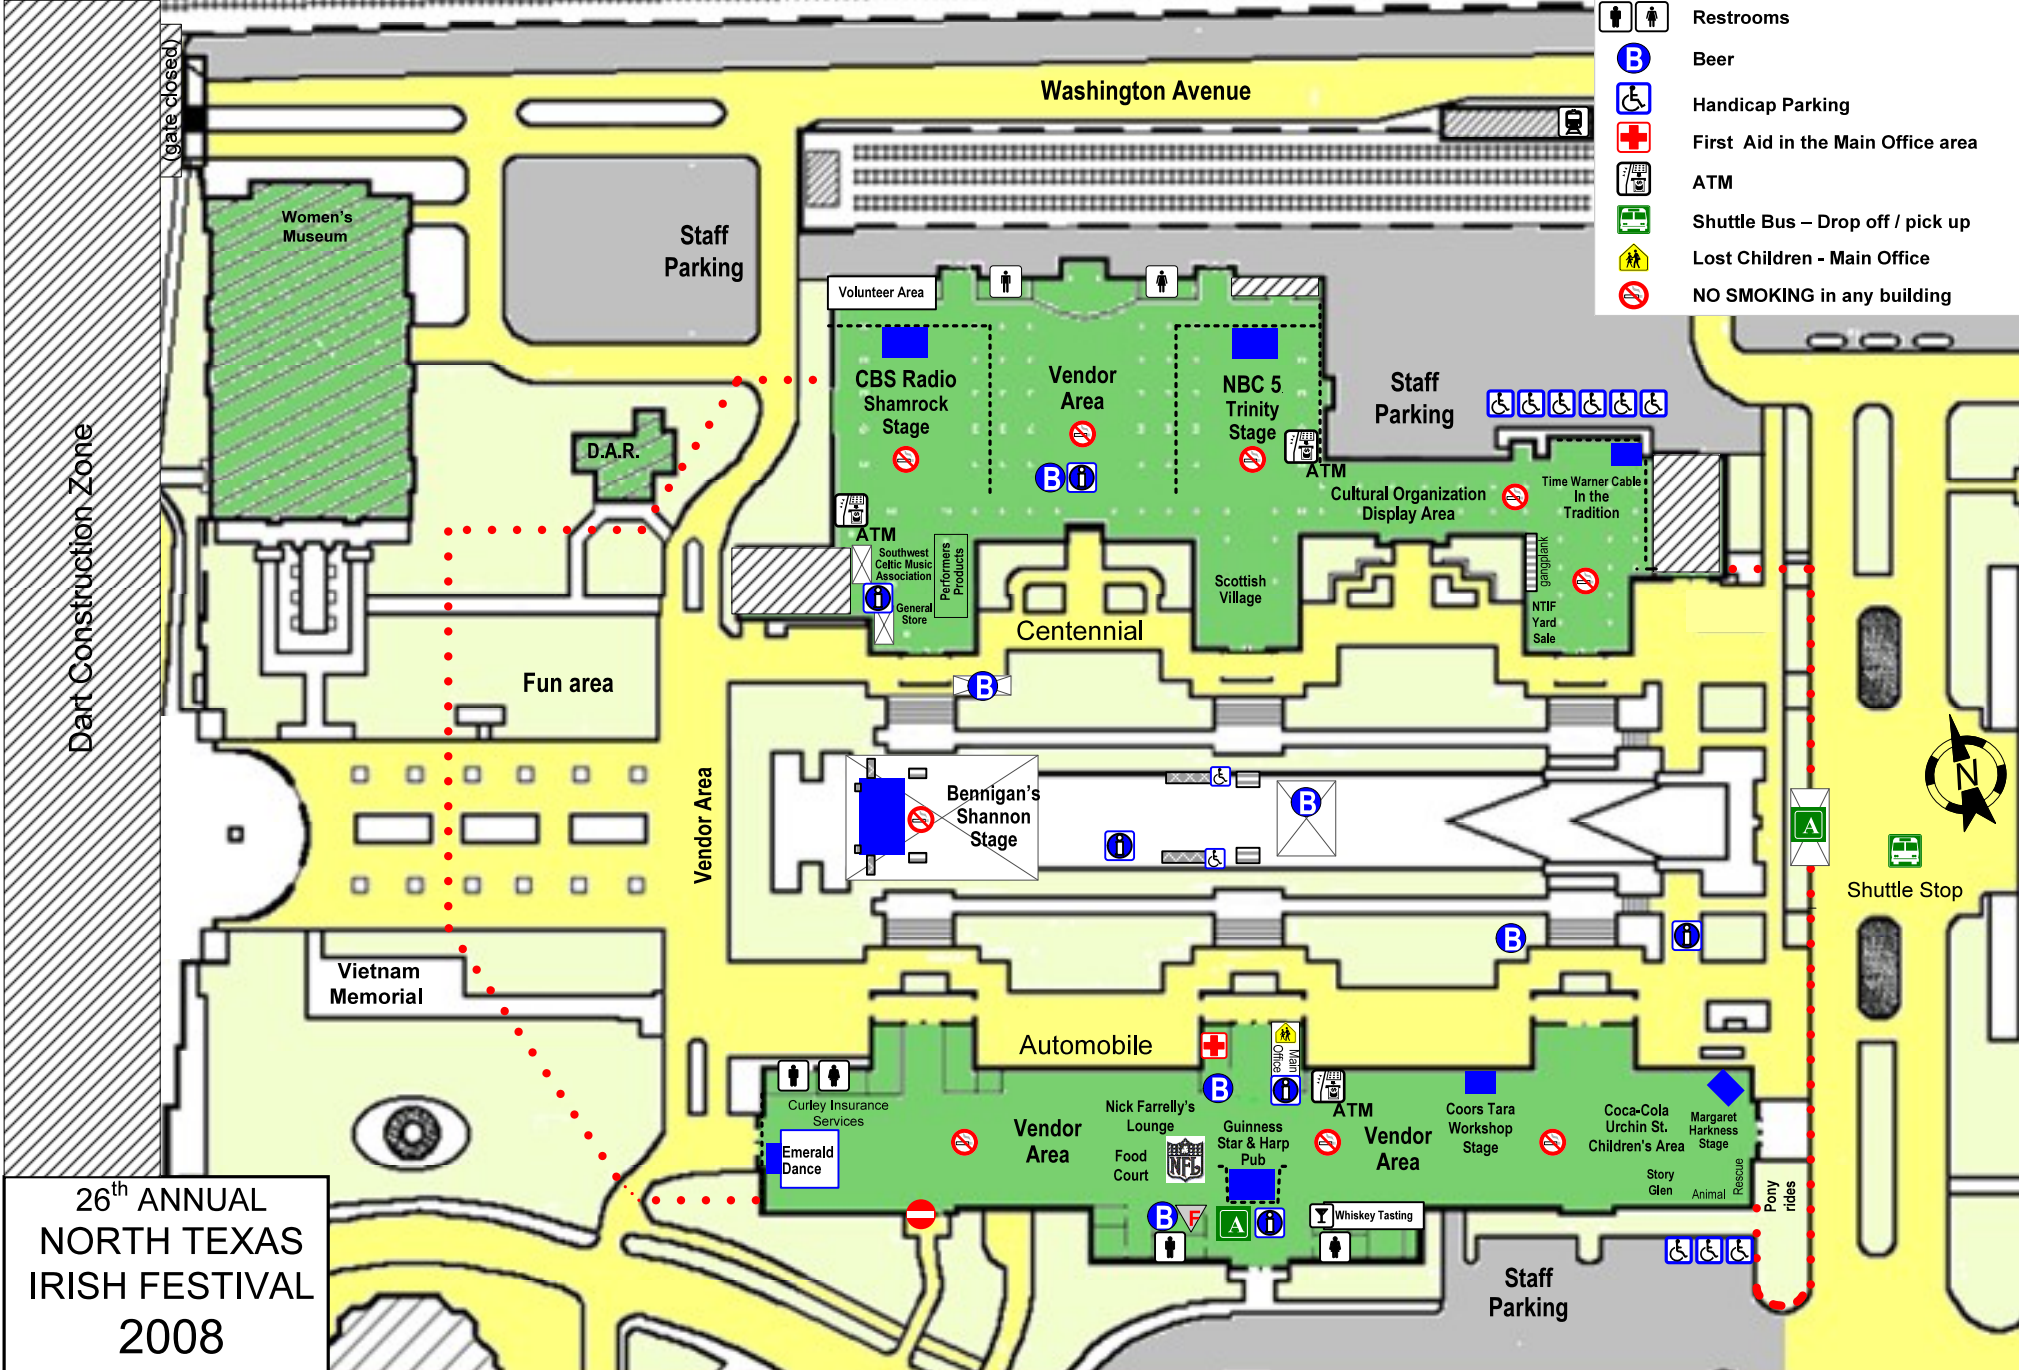 Restrooms
B
Beer
Handicap Parking
First Aid in the Main Office area
ATM
Shuttle Bus – Drop off / pick up
Lost Children - Main Office
NO SMOKING in any building
(gate closed)
Washington Avenue
Women's
Museum
Staff
Parking
Volunteer Area
CBS Radio
Shamrock
Stage
Vendor
Area
NBC 5
Trinity
Stage
Staff
Parking
Dart Construction Zone
D.A.R.
B
i
ATM
ATM
Cultural Organization
Display Area
Time Warner Cable
In the
Tradition
Southwest
Celtic Music
Association
Performers
Products
i
General
Store
Scottish
Village
gangplank
NTIF
Yard
Sale
Centennial
Fun area
B
Vendor Area
Bennigan's
Shannon
Stage
B
i
N
A
Shuttle Stop
B
i
Vietnam
Memorial
Automobile
Main
Office
Curley Insurance
Services
Emerald
Dance
Vendor
Area
Nick Farrelly's
Lounge
Food
Court
NFL
B
i
ATM
Guinness
Star & Harp
Pub
Vendor
Area
Coors Tara
Workshop
Stage
Coca-Cola
Urchin St.
Children's Area
Margaret
Harkness
Stage
Story
Glen
Animal
Rescue
Pony
rides
B
F
A
i
Whiskey Tasting
Staff
Parking
26th ANNUAL
NORTH TEXAS
IRISH FESTIVAL
2008